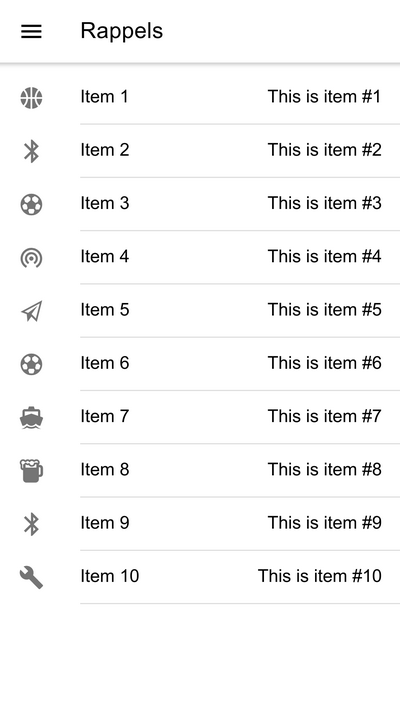 Rappels
Item 1 This is item #1
Item 2 This is item #2
Item 3 This is item #3
Item 4 This is item #4
Item 5 This is item #5
Item 6 This is item #6
Item 7 This is item #7
Item 8 This is item #8
Item 9 This is item #9
Item 10 This is item #10